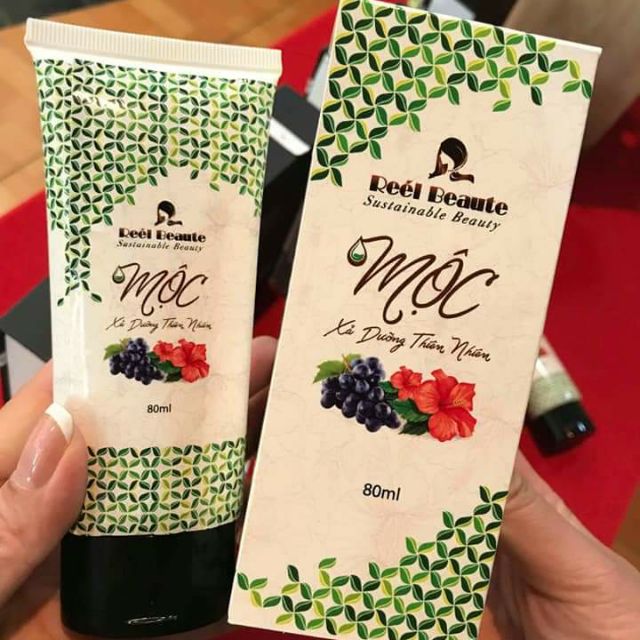 Reél Beaute
Sustainable Beauty
MỘC
Xả Dưỡng Thiên Nhiên
80ml
Reél Beaute
Sustainable Beauty
MỘC
Xả Dưỡng Thiên Nhiên
80ml